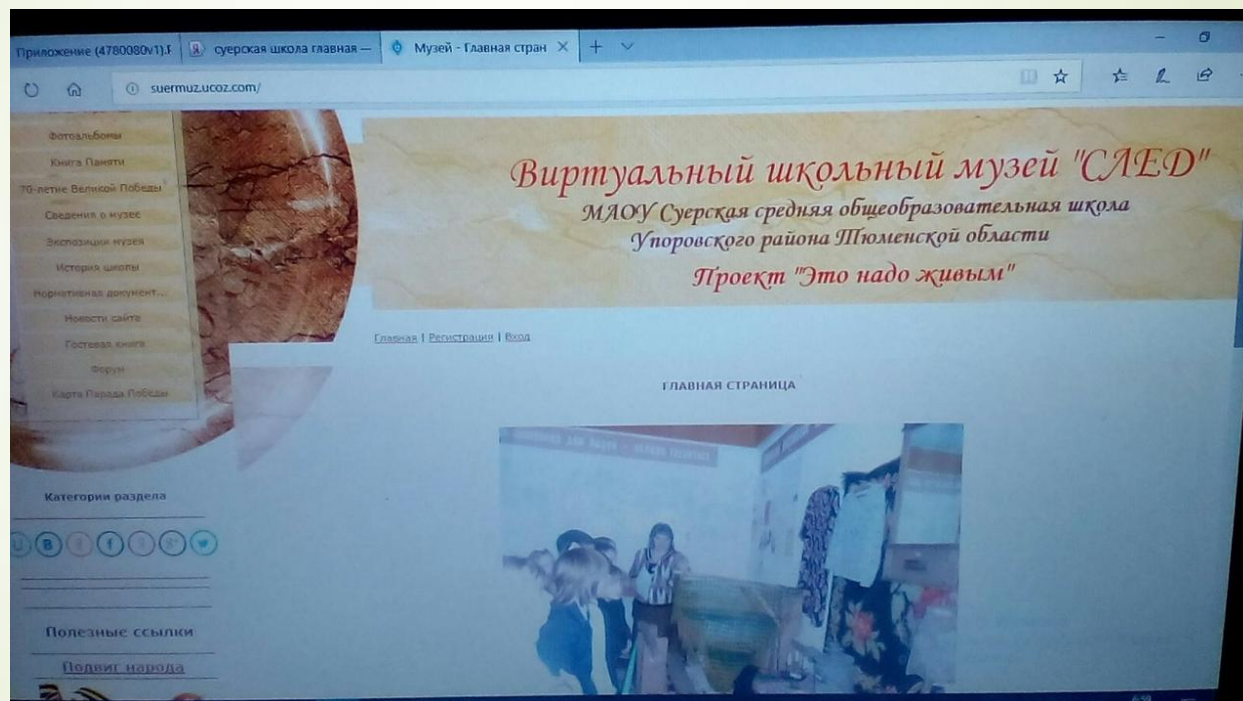 Приложение (4780080v1).F
суерская школа главная —
Музей - Главная стран
suermuz.ucoz.com/
Фотоальбомы
Книга Памяти
70-летие Великой Победы
Сведения о музее
Экспозиции музея
История школы
Нормативная документ...
Новости сайта
Гостевая книга
Форум
Карта Парада Победы
Виртуальный школьный музей "СЛЕД"
МАОУ Суерская средняя общеобразовательная школа
Упоровского района Тюменской области
Проект "Это надо живым"
Главная | Регистрация | Вход
ГЛАВНАЯ СТРАНИЦА
Категории раздела
Полезные ссылки
Подвиг народа
6:59